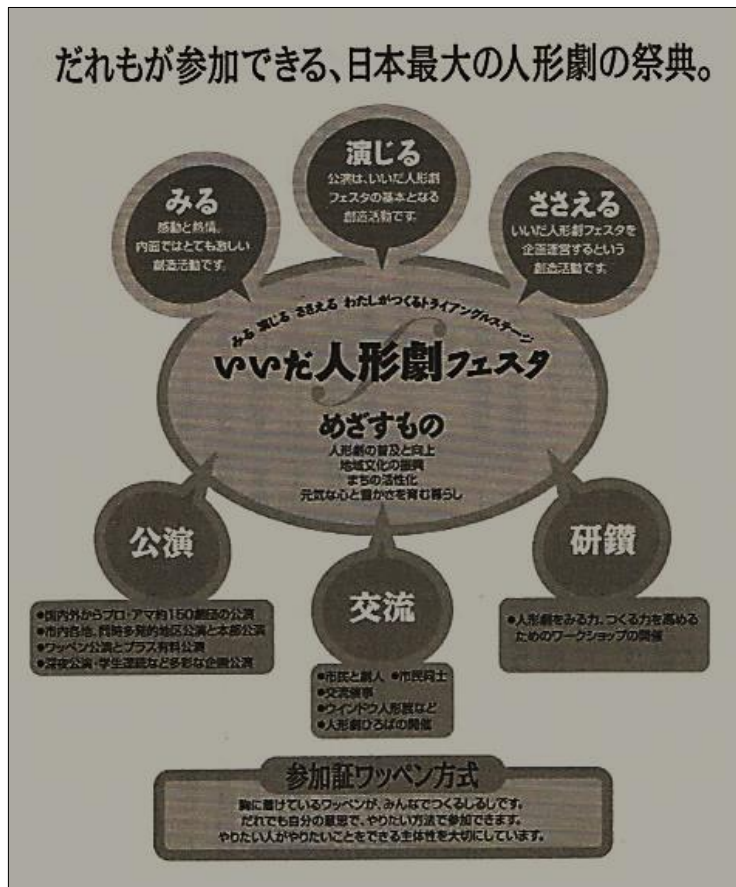 だれもが参加できる、日本最大の人形劇の祭典。
みる
感動と熱情。
内面ではとても激しい
創造活動です。
演じる
公演は、いいだ人形劇
フェスタの基本となる
創造活動です。
ささえる
いいだ人形劇フェスタを
企画運営するという
創造活動です。
みる 演じる ささえる わたしがつくるトライアングルステージ
いいだ人形劇フェスタ
めざすもの
人形劇の普及と向上
地域文化の振興
まちの活性化
元気な心と豊かさを育む暮らし
公演
●国内外からプロ・アマ約150劇団の公演
●市内各地、同時多発的地区公演と本部公演
●ワッペン公演とプラス有料公演
●深夜公演・学生連続など多彩な企画公演
交流
●市民と劇人 ●市民同士
●交流催事
●ウインドウ人形展など
●人形劇ひろばの開催
研鑽
●人形劇をみる力、つくる力を高める
ためのワークショップの開催
参加証ワッペン方式
胸に着けているワッペンが、みんなでつくるしるしです。
だれでも自分の意思で、やりたい方法で参加できます。
やりたい人がやりたいことをできる主体性を大切にしています。